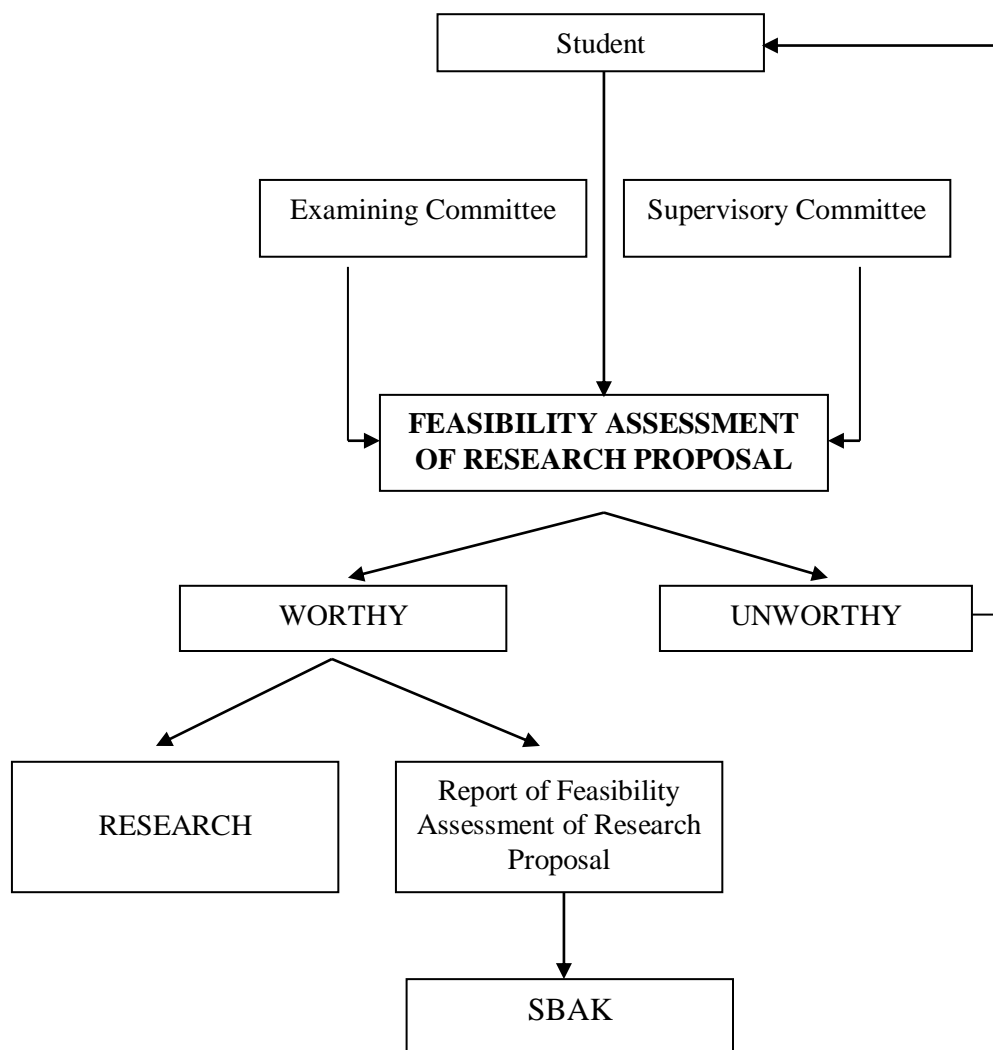 Student
Examining Committee
Supervisory Committee
FEASIBILITY ASSESSMENT
OF RESEARCH PROPOSAL
WORTHY
UNWORTHY
RESEARCH
Report of Feasibility
Assessment of Research
Proposal
SBAK